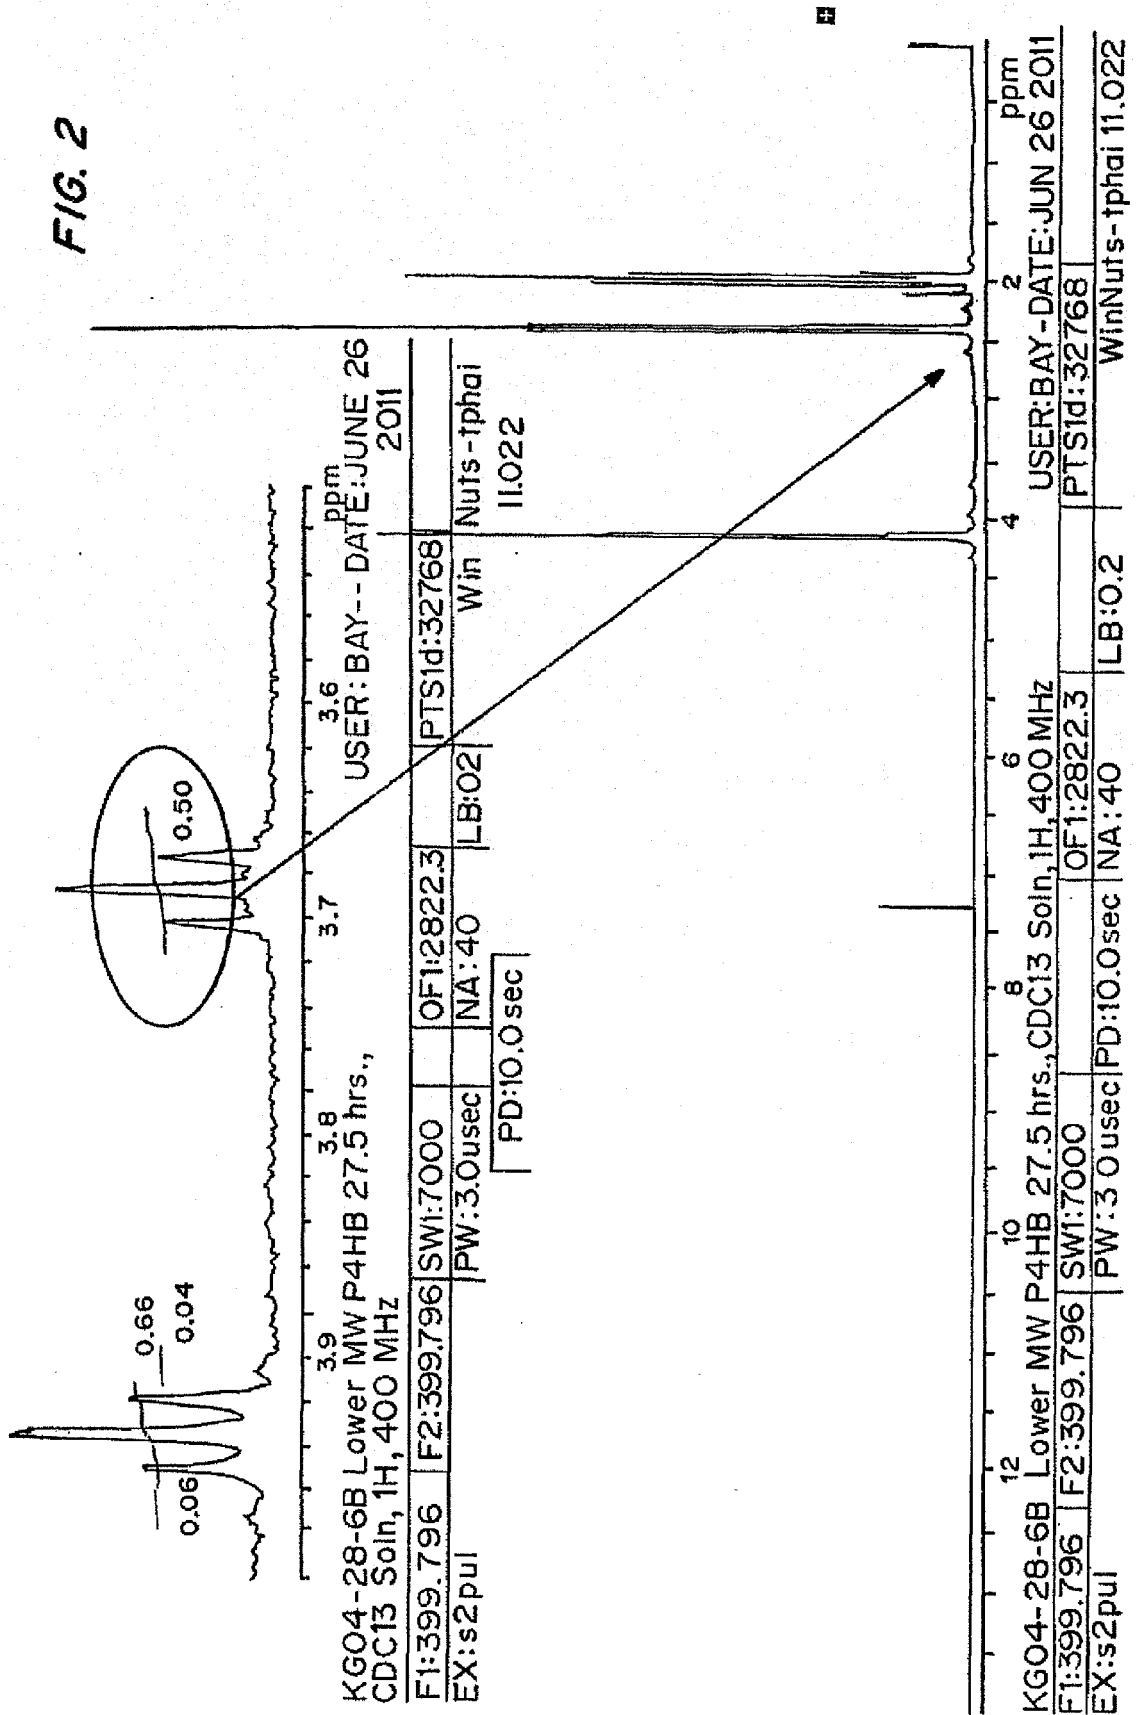 FIG. 2
0.06
0.66
0.04
0.50
3.9
3.8
3.7
3.6
ppm
KG04-28-6B Lower MW P4HB 27.5 hrs.,
USER:BAY--DATE:JUNE 26
CDC13 Soln, 1H, 400 MHz
2011
F1:399.796
F2:399.796
SW1:7000
OF1:2822.3
PTS1d:32768
EX:s2pul
PW:3.0usec
NA:40
LB:02
Win Nuts-tphai
PD:10.0sec
11.022
12
10
8
6
4
2
ppm
KG04-28-6B Lower MW P4HB 27.5 hrs.,CDC13 Soln,1H,400 MHz
USER:BAY-DATE:JUN 26 2011
F1:399.796
F2:399.796
SW1:7000
OF1:2822.3
PTS1d:32768
EX:s2pul
PW:3 0usec
PD:10.0sec
NA:40
LB:0.2
WinNuts-tphai 11.022